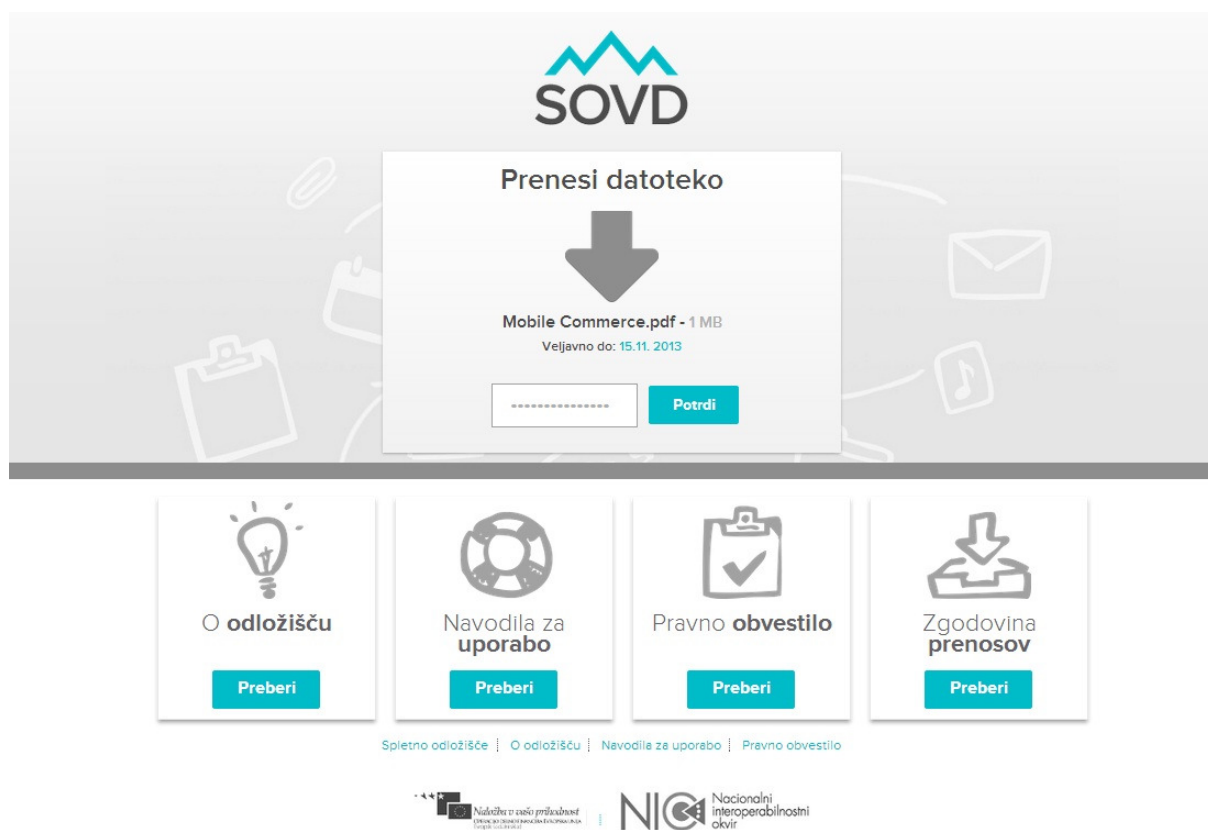 SOVD
Prenesi datoteko
Mobile Commerce.pdf - 1 MB
Veljavno do: 15.11. 2013
Potrdi
O odložišču
Preberi
Navodila za
uporabo
Preberi
Pravno obvestilo
Preberi
Zgodovina
prenosov
Preberi
Spletno odložišče | O odložišču | Navodila za uporabo | Pravno obvestilo
Naložba v vašo prihodnost
NIO
Nacionalni
interoperabilnostni
okvir